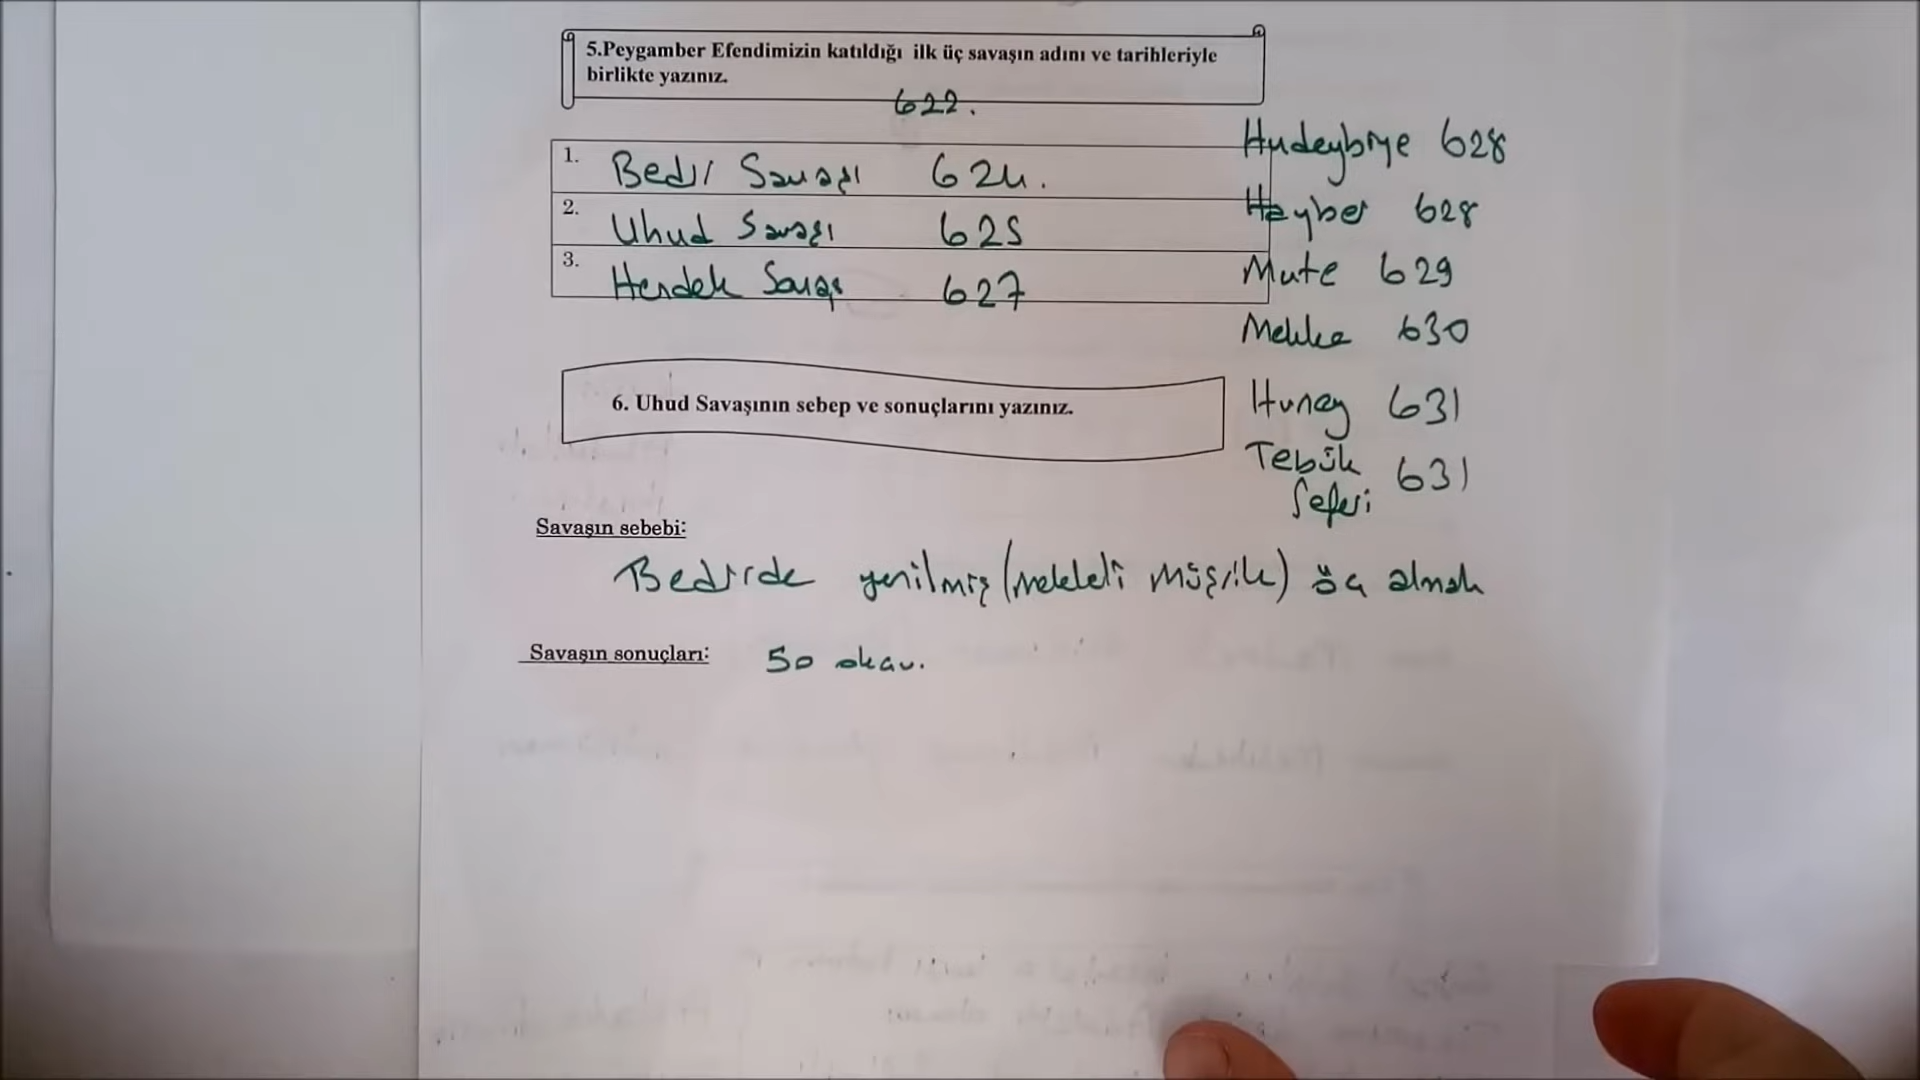 5.Peygamber Efendimizin katıldığı ilk üç savaşın adını ve tarihleriyle
birlikte yazınız.
622.
1. Bedir Savaşı 624.
2. Uhud Savaşı 625
3. Hendek Savaşı 627
Hudeybiye 628
Hayber 628
Mute 629
Mekke 630
Huney 631
Tebük 631
Seferi
6. Uhud Savaşının sebep ve sonuçlarını yazınız.
Savaşın sebebi:
Bedirde yenilmiş (mekkeli müşrik) öç almak
Savaşın sonuçları: 50 okçu.